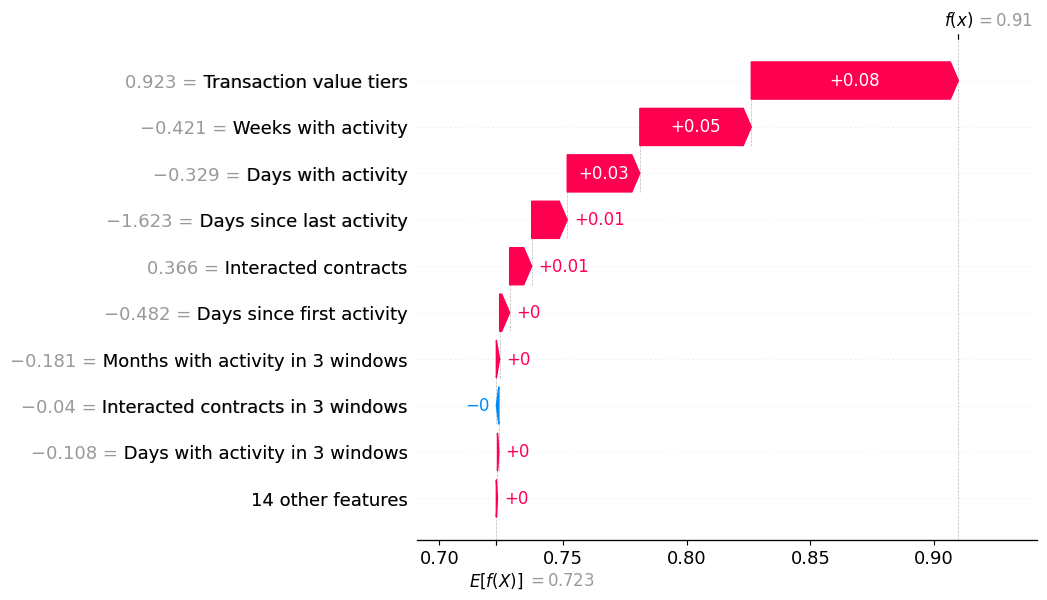 f(x) = 0.91
0.923 = Transaction value tiers
+0.08
−0.421 = Weeks with activity
+0.05
−0.329 = Days with activity
+0.03
−1.623 = Days since last activity
+0.01
0.366 = Interacted contracts
+0.01
−0.482 = Days since first activity
+0
−0.181 = Months with activity in 3 windows
+0
−0.04 = Interacted contracts in 3 windows
−0
−0.108 = Days with activity in 3 windows
+0
14 other features
+0
0.70 0.75 0.80 0.85 0.90
E[f(X)] = 0.723